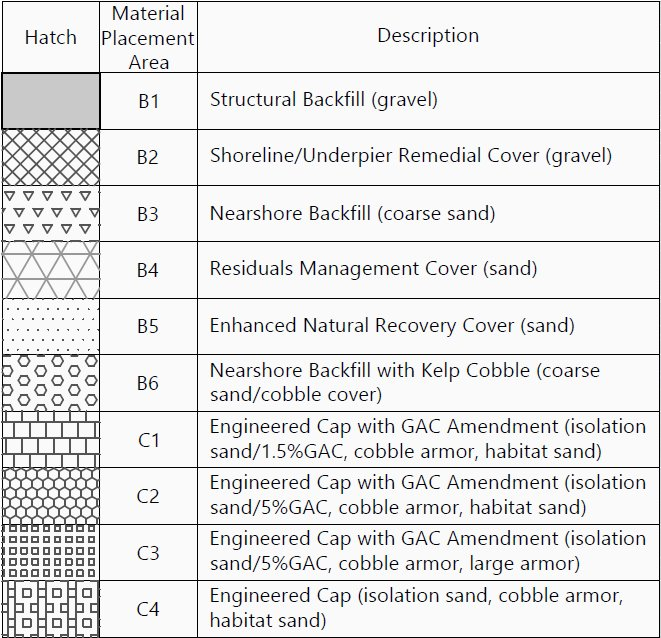 Hatch
Material
Placement
Area
Description
B1
Structural Backfill (gravel)
B2
Shoreline/Underpier Remedial Cover (gravel)
B3
Nearshore Backfill (coarse sand)
B4
Residuals Management Cover (sand)
B5
Enhanced Natural Recovery Cover (sand)
B6
Nearshore Backfill with Kelp Cobble (coarse
sand/cobble cover)
C1
Engineered Cap with GAC Amendment (isolation
sand/1.5%GAC, cobble armor, habitat sand)
C2
Engineered Cap with GAC Amendment (isolation
sand/5%GAC, cobble armor, habitat sand)
C3
Engineered Cap with GAC Amendment (isolation
sand/5%GAC, cobble armor, large armor)
C4
Engineered Cap (isolation sand, cobble armor,
habitat sand)